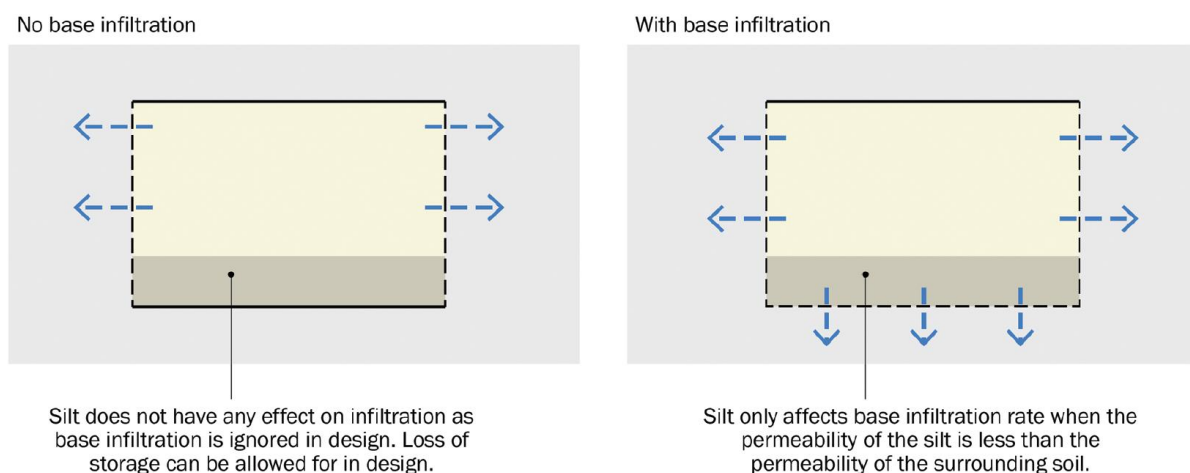 No base infiltration
With base infiltration
Silt does not have any effect on infiltration as
base infiltration is ignored in design. Loss of
storage can be allowed for in design.
Silt only affects base infiltration rate when the
permeability of the silt is less than the
permeability of the surrounding soil.